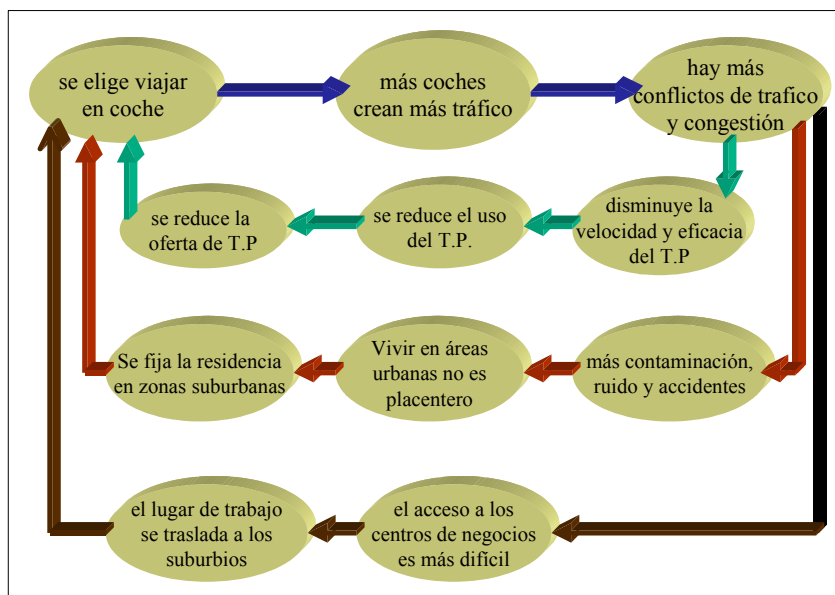 se elige viajar
en coche
más coches
crean más tráfico
hay más
conflictos de trafico
y congestión
se reduce la
oferta de T.P
se reduce el uso
del T.P.
disminuye la
velocidad y eficacia
del T.P
Se fija la residencia
en zonas suburbanas
Vivir en áreas
urbanas no es
placentero
más contaminación,
ruido y accidentes
el lugar de trabajo
se traslada a los
suburbios
el acceso a los
centros de negocios
es más difícil